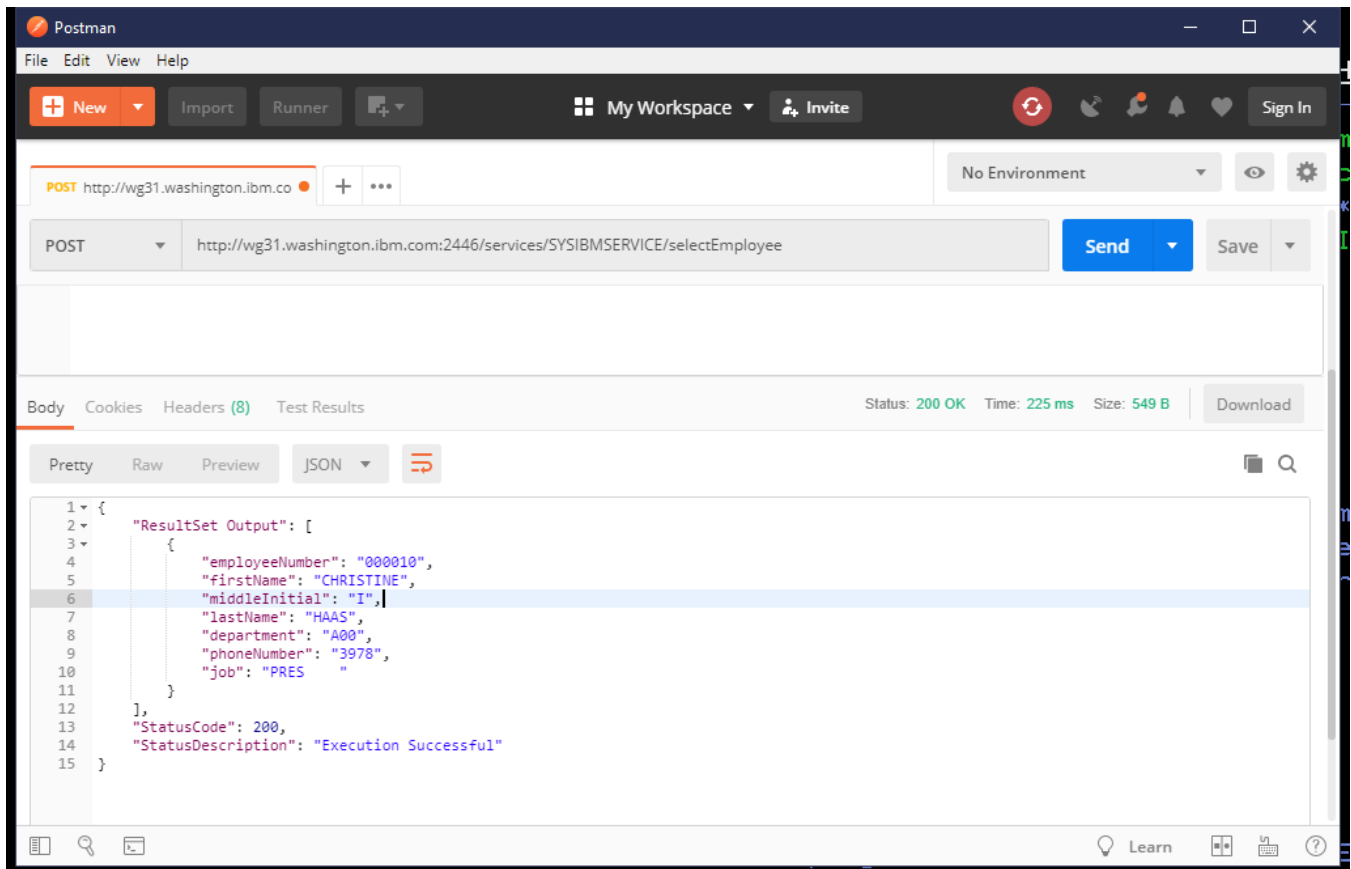 Postman
File Edit View Help
New Import Runner My Workspace Invite Sign In
POST http://wg31.washington.ibm.co + ••• No Environment
POST http://wg31.washington.ibm.com:2446/services/SYSIBMSERVICE/selectEmployee Send Save
Body Cookies Headers (8) Test Results Status: 200 OK Time: 225 ms Size: 549 B Download
Pretty Raw Preview JSON
1 {
2 "ResultSet Output": [
3 {
4 "employeeNumber": "000010",
5 "firstName": "CHRISTINE",
6 "middleInitial": "I",
7 "lastName": "HAAS",
8 "department": "A00",
9 "phoneNumber": "3978",
10 "job": "PRES    "
11 }
12 ],
13 "StatusCode": 200,
14 "StatusDescription": "Execution Successful"
15 }
Learn